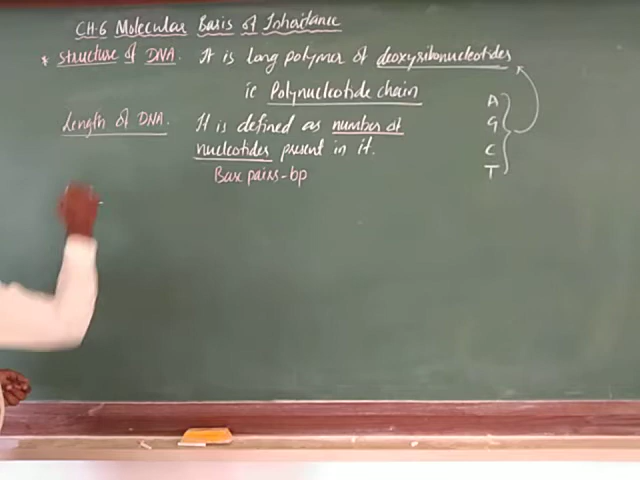 CH-6 Molecular Basis of Inheritance
* Structure of DNA. It is long polymer of deoxyribonucleotides
ie Polynucleotide chain
A
G
C
T
Length of DNA. It is defined as number of
nucleotides present in it.
Base pairs-bp